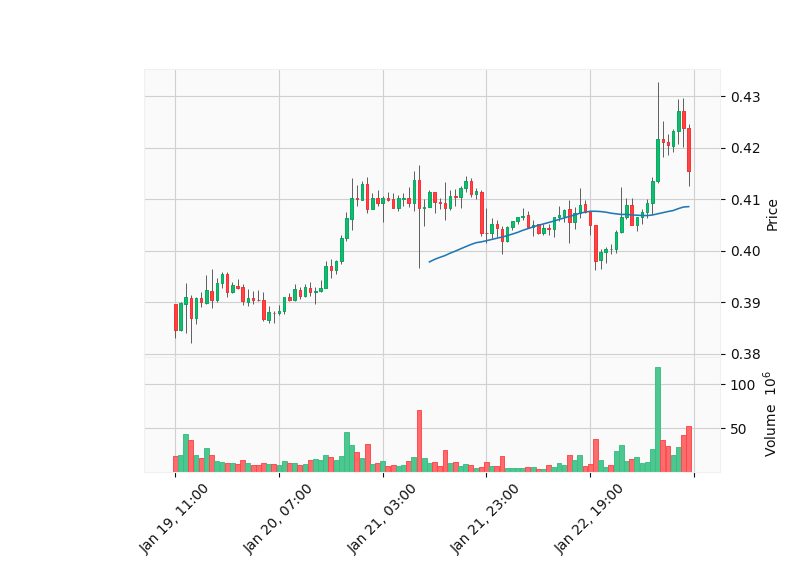 0.43
0.42
0.41
0.40
0.39
0.38
Price
100
50
Volume 10^6
Jan 19, 11:00
Jan 20, 07:00
Jan 21, 03:00
Jan 21, 23:00
Jan 22, 19:00